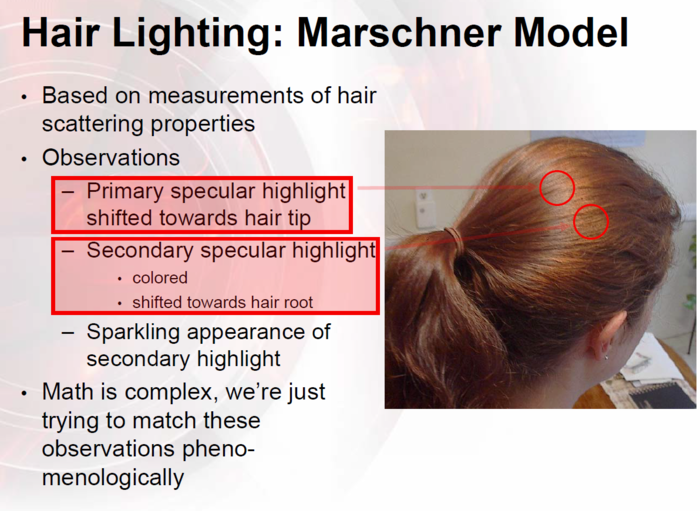 Hair Lighting: Marschner Model
• Based on measurements of hair
scattering properties
• Observations
– Primary specular highlight
shifted towards hair tip
– Secondary specular highlight
• colored
• shifted towards hair root
– Sparkling appearance of
secondary highlight
• Math is complex, we're just
trying to match these
observations pheno-
menologically